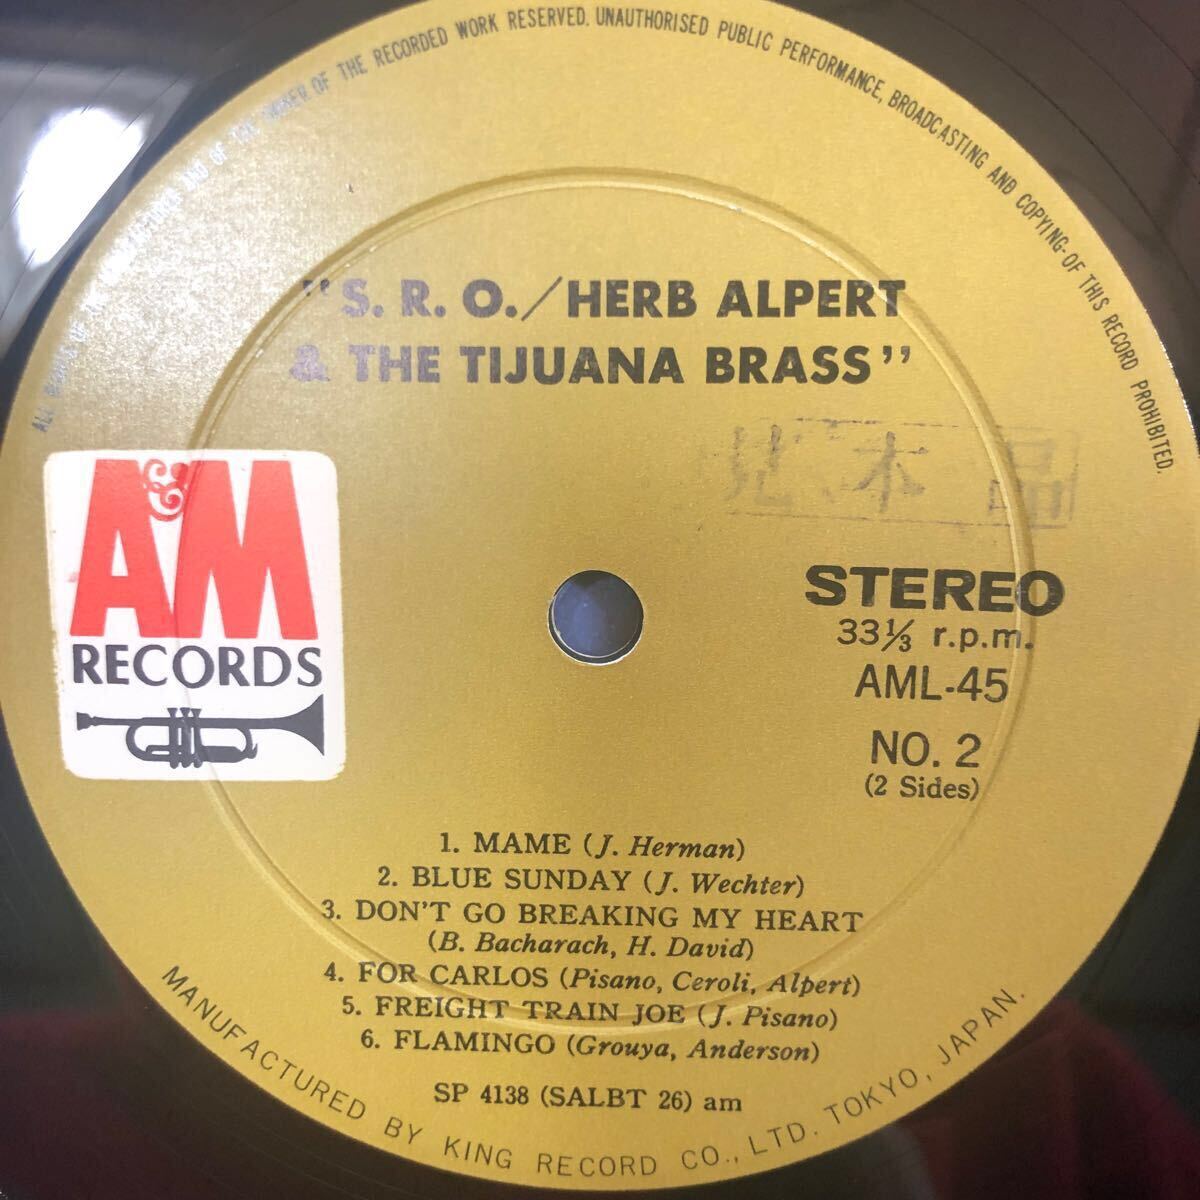 ALL RIGHTS OF THE MANUFACTURER AND OF THE OWNER OF THE RECORDED WORK RESERVED. UNAUTHORISED PUBLIC PERFORMANCE, BROADCASTING AND COPYING OF THIS RECORD PROHIBITED.
"S. R. O./HERB ALPERT
& THE TIJUANA BRASS"
見本品
A&M
RECORDS
STEREO
33⅓ r.p.m.
AML-45
NO. 2
(2 Sides)
1. MAME (J. Herman)
2. BLUE SUNDAY (J. Wechter)
3. DON'T GO BREAKING MY HEART
(B. Bacharach, H. David)
4. FOR CARLOS (Pisano, Ceroli, Alpert)
5. FREIGHT TRAIN JOE (J. Pisano)
6. FLAMINGO (Grouya, Anderson)
SP 4138 (SALBT 26) am
MANUFACTURED BY KING RECORD CO., LTD. TOKYO, JAPAN.